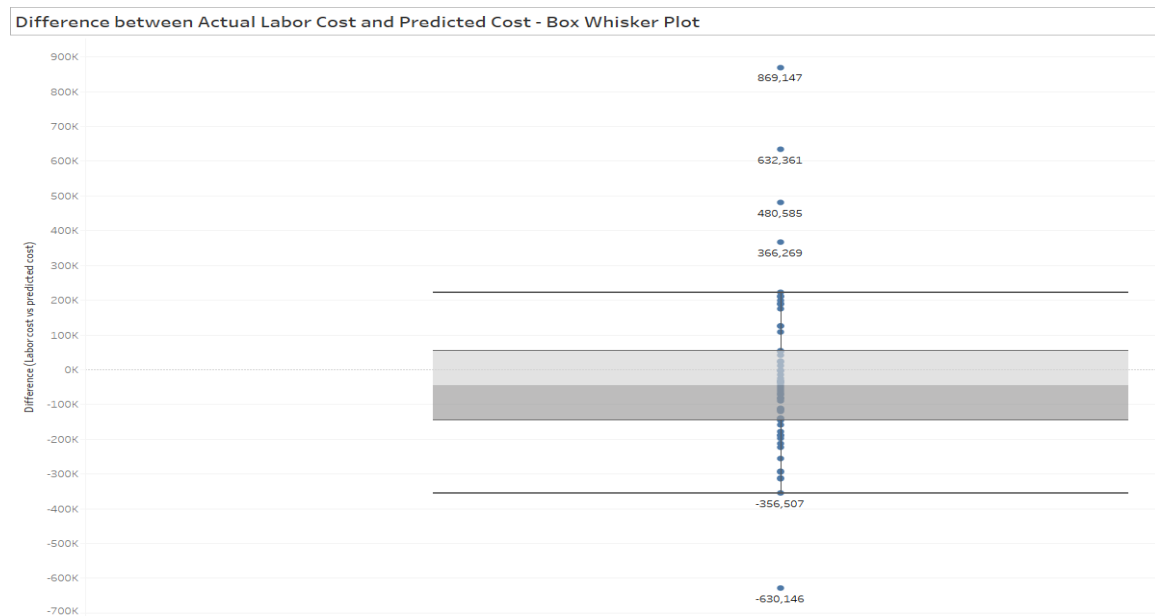 Difference between Actual Labor Cost and Predicted Cost - Box Whisker Plot
Difference (Labor cost vs predicted cost)
900K
800K
700K
600K
500K
400K
300K
200K
100K
0K
-100K
-200K
-300K
-400K
-500K
-600K
-700K
869,147
632,361
480,585
366,269
-356,507
-630,146